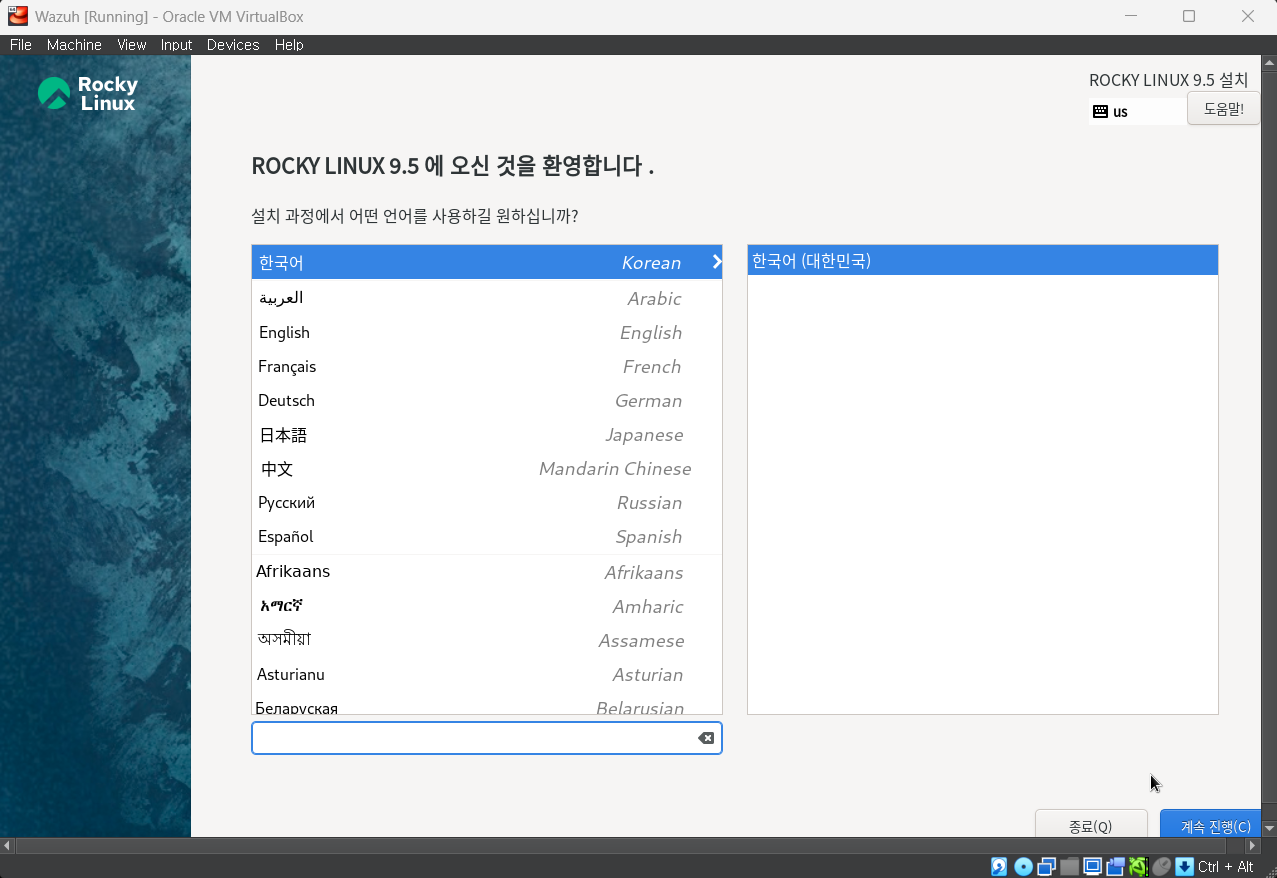 Wazuh [Running] - Oracle VM VirtualBox
File Machine View Input Devices Help
Rocky
Linux
ROCKY LINUX 9.5 설치
us
도움말!
ROCKY LINUX 9.5 에 오신 것을 환영합니다 .
설치 과정에서 어떤 언어를 사용하길 원하십니까?
한국어 Korean
한국어 (대한민국)
العربية Arabic
English English
Français French
Deutsch German
日本語 Japanese
中文 Mandarin Chinese
Русский Russian
Español Spanish
Afrikaans Afrikaans
አማርኛ Amharic
অসমীয়া Assamese
Asturianu Asturian
Беларуская Belarusian
종료(Q)
계속 진행(C)
Ctrl + Alt